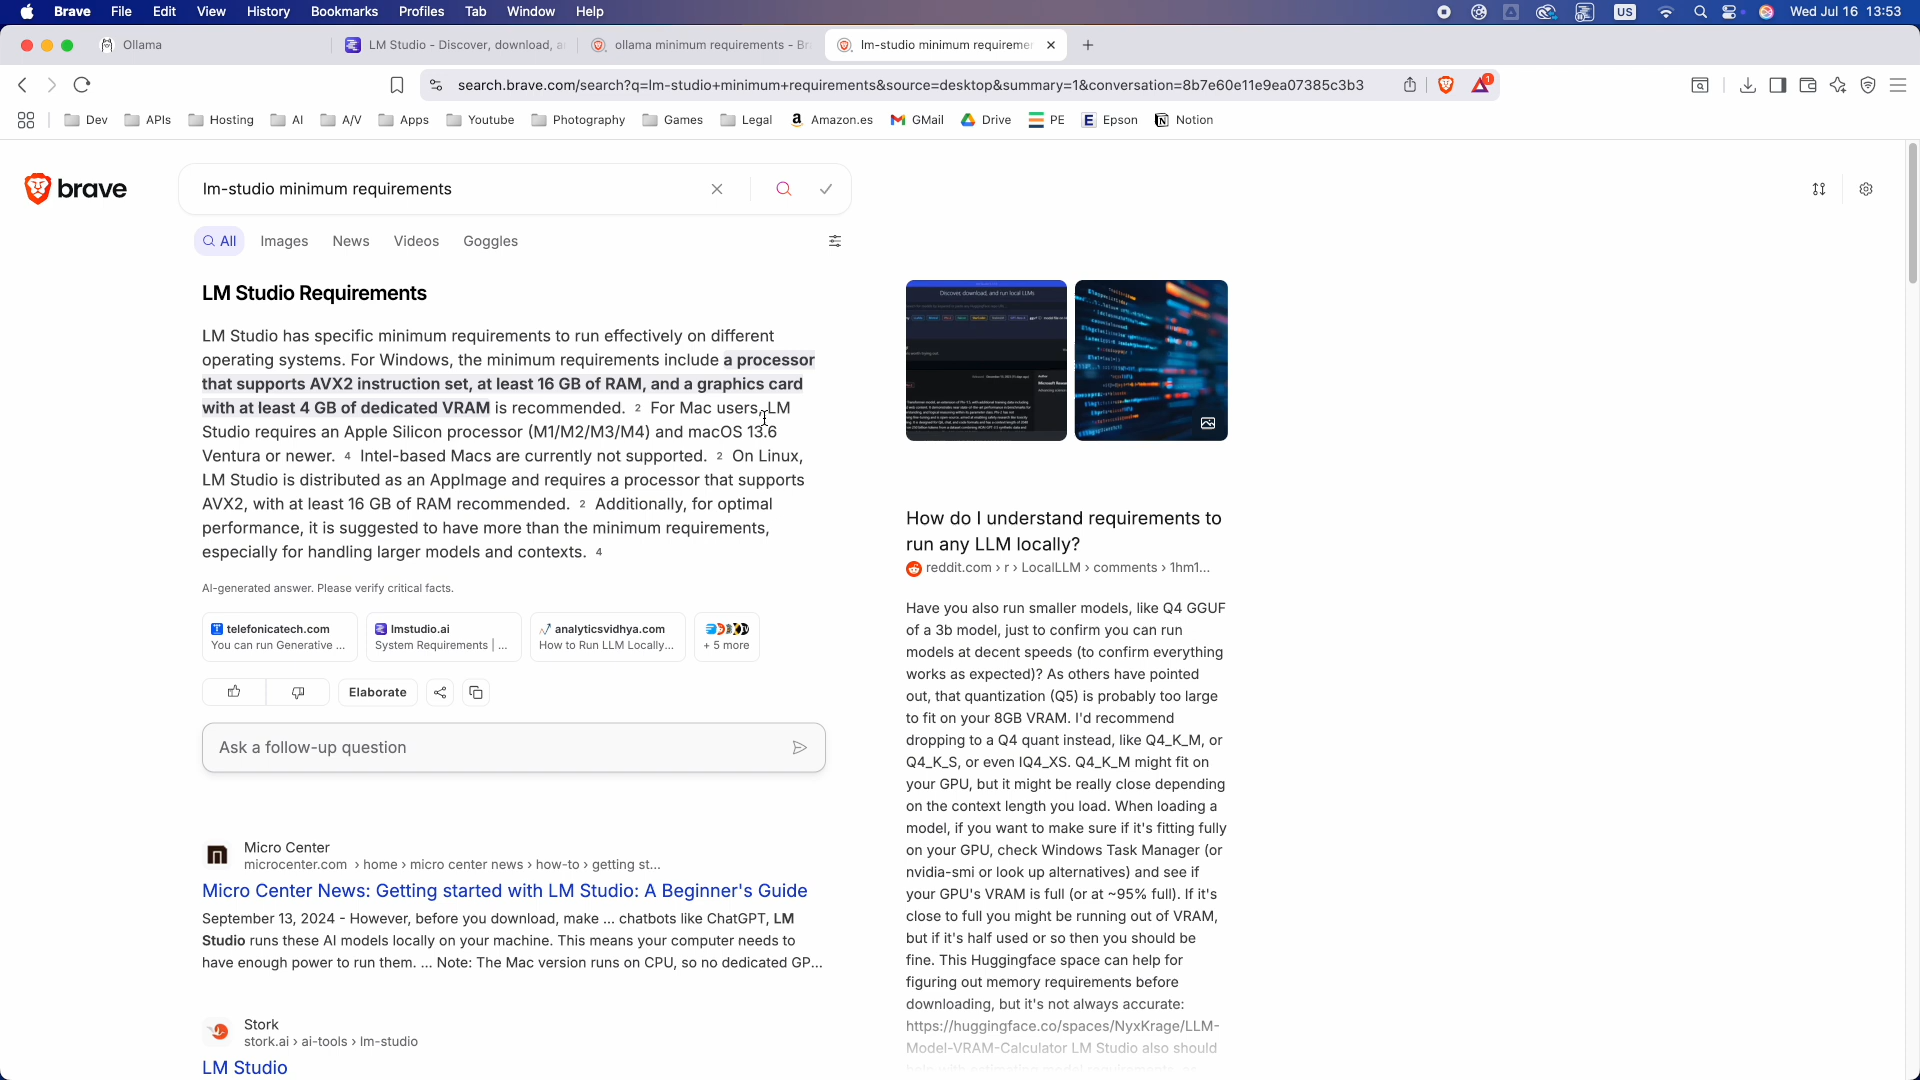 Brave File Edit View History Bookmarks Profiles Tab Window Help US Wed Jul 16 13:53
Ollama LM Studio - Discover, download, a ollama minimum requirements - Br lm-studio minimum requireme
search.brave.com/search?q=lm-studio+minimum+requirements&source=desktop&summary=1&conversation=8b7e60e11e9ea07385c3b3 1
Dev APIs Hosting AI A/V Apps Youtube Photography Games Legal Amazon.es GMail Drive PE Epson Notion
brave
lm-studio minimum requirements
All Images News Videos Goggles
LM Studio Requirements
LM Studio has specific minimum requirements to run effectively on different
operating systems. For Windows, the minimum requirements include a processor
that supports AVX2 instruction set, at least 16 GB of RAM, and a graphics card
with at least 4 GB of dedicated VRAM is recommended. 2 For Mac users, LM
Studio requires an Apple Silicon processor (M1/M2/M3/M4) and macOS 13.6
Ventura or newer. 4 Intel-based Macs are currently not supported. 2 On Linux,
LM Studio is distributed as an AppImage and requires a processor that supports
AVX2, with at least 16 GB of RAM recommended. 2 Additionally, for optimal
performance, it is suggested to have more than the minimum requirements,
especially for handling larger models and contexts. 4
AI-generated answer. Please verify critical facts.
telefonicatech.com
You can run Generative ...
lmstudio.ai
System Requirements | ...
analyticsvidhya.com
How to Run LLM Locally...
+ 5 more
Elaborate
Ask a follow-up question
Micro Center
microcenter.com › home › micro center news › how-to › getting st...
Micro Center News: Getting started with LM Studio: A Beginner's Guide
September 13, 2024 - However, before you download, make ... chatbots like ChatGPT, LM
Studio runs these AI models locally on your machine. This means your computer needs to
have enough power to run them. ... Note: The Mac version runs on CPU, so no dedicated GP...
Stork
stork.ai › ai-tools › lm-studio
LM Studio
Discover, download, and run local LLMs
How do I understand requirements to
run any LLM locally?
reddit.com › r › LocalLLM › comments › 1hm1...
Have you also run smaller models, like Q4 GGUF
of a 3b model, just to confirm you can run
models at decent speeds (to confirm everything
works as expected)? As others have pointed
out, that quantization (Q5) is probably too large
to fit on your 8GB VRAM. I'd recommend
dropping to a Q4 quant instead, like Q4_K_M, or
Q4_K_S, or even IQ4_XS. Q4_K_M might fit on
your GPU, but it might be really close depending
on the context length you load. When loading a
model, if you want to make sure if it's fitting fully
on your GPU, check Windows Task Manager (or
nvidia-smi or look up alternatives) and see if
your GPU's VRAM is full (or at ~95% full). If it's
close to full you might be running out of VRAM,
but if it's half used or so then you should be
fine. This Huggingface space can help for
figuring out memory requirements before
downloading, but it's not always accurate:
https://huggingface.co/spaces/NyxKrage/LLM-
Model-VRAM-Calculator LM Studio also should